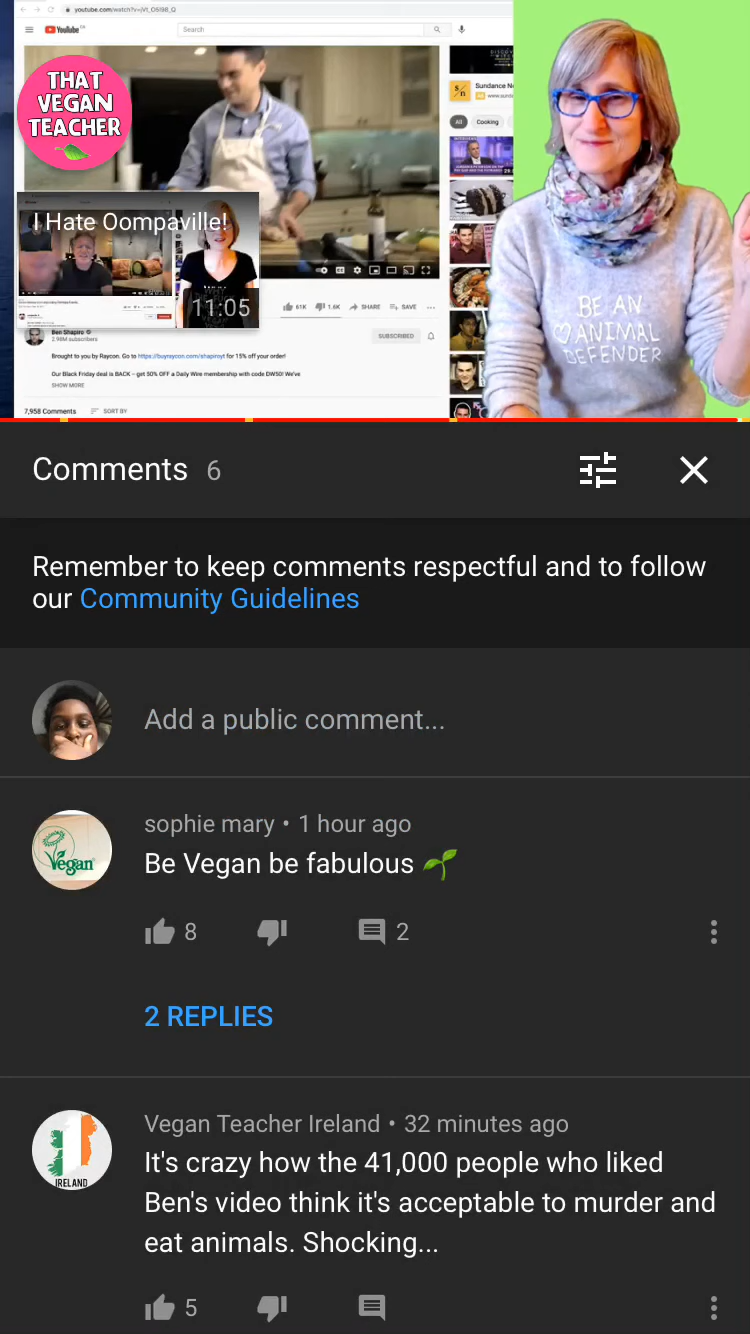 youtube.com/watch?v=jVt_O5I98_Q
YouTube
Search
THAT
VEGAN
TEACHER
I Hate Oompaville!
11:05
Sundance N
Ad
All
Cooking
BE AN
ANIMAL
DEFENDER
61K
1.6K
SHARE
SAVE
Ben Shapiro
2.98M subscribers
SUBSCRIBED
Brought to you by Raycon. Go to https://buyraycon.com/shapiroyt for 15% off your order!
Our Black Friday deal is BACK – get 50% OFF a Daily Wire membership with code DW50! We've
SHOW MORE
7,958 Comments
SORT BY
Comments 6
Remember to keep comments respectful and to follow
our Community Guidelines
Add a public comment...
Vegan
sophie mary • 1 hour ago
Be Vegan be fabulous 🌱
8
2
2 REPLIES
IRELAND
Vegan Teacher Ireland • 32 minutes ago
It's crazy how the 41,000 people who liked
Ben's video think it's acceptable to murder and
eat animals. Shocking...
5